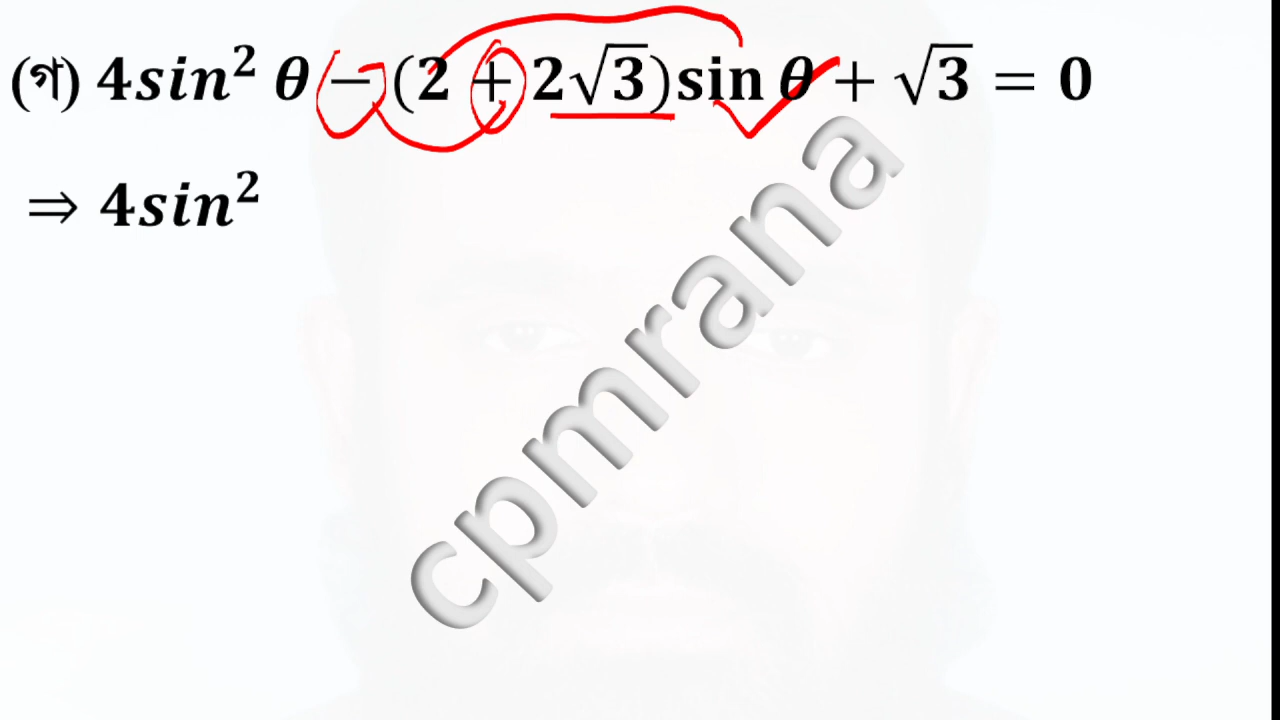 (গ) 4sin² θ − (2 + 2√3)sin θ + √3 = 0
⇒ 4sin²
cpmrana